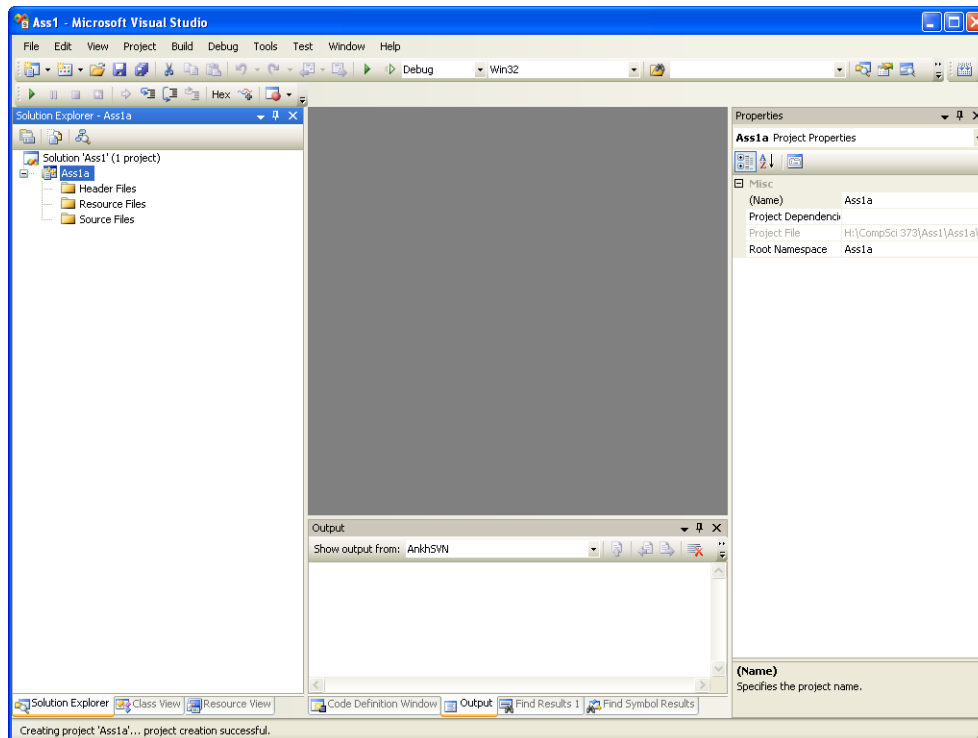 Ass1 - Microsoft Visual Studio
File Edit View Project Build Debug Tools Test Window Help
Debug Win32
Hex
Solution Explorer - Ass1a
Solution 'Ass1' (1 project)
Ass1a
Header Files
Resource Files
Source Files
Properties
Ass1a Project Properties
Misc
(Name) Ass1a
Project Dependenci
Project File H:\CompSci 373\Ass1\Ass1a\
Root Namespace Ass1a
Output
Show output from: AnkhSVN
(Name)
Specifies the project name.
Solution Explorer Class View Resource View
Code Definition Window Output Find Results 1 Find Symbol Results
Creating project 'Ass1a'... project creation successful.